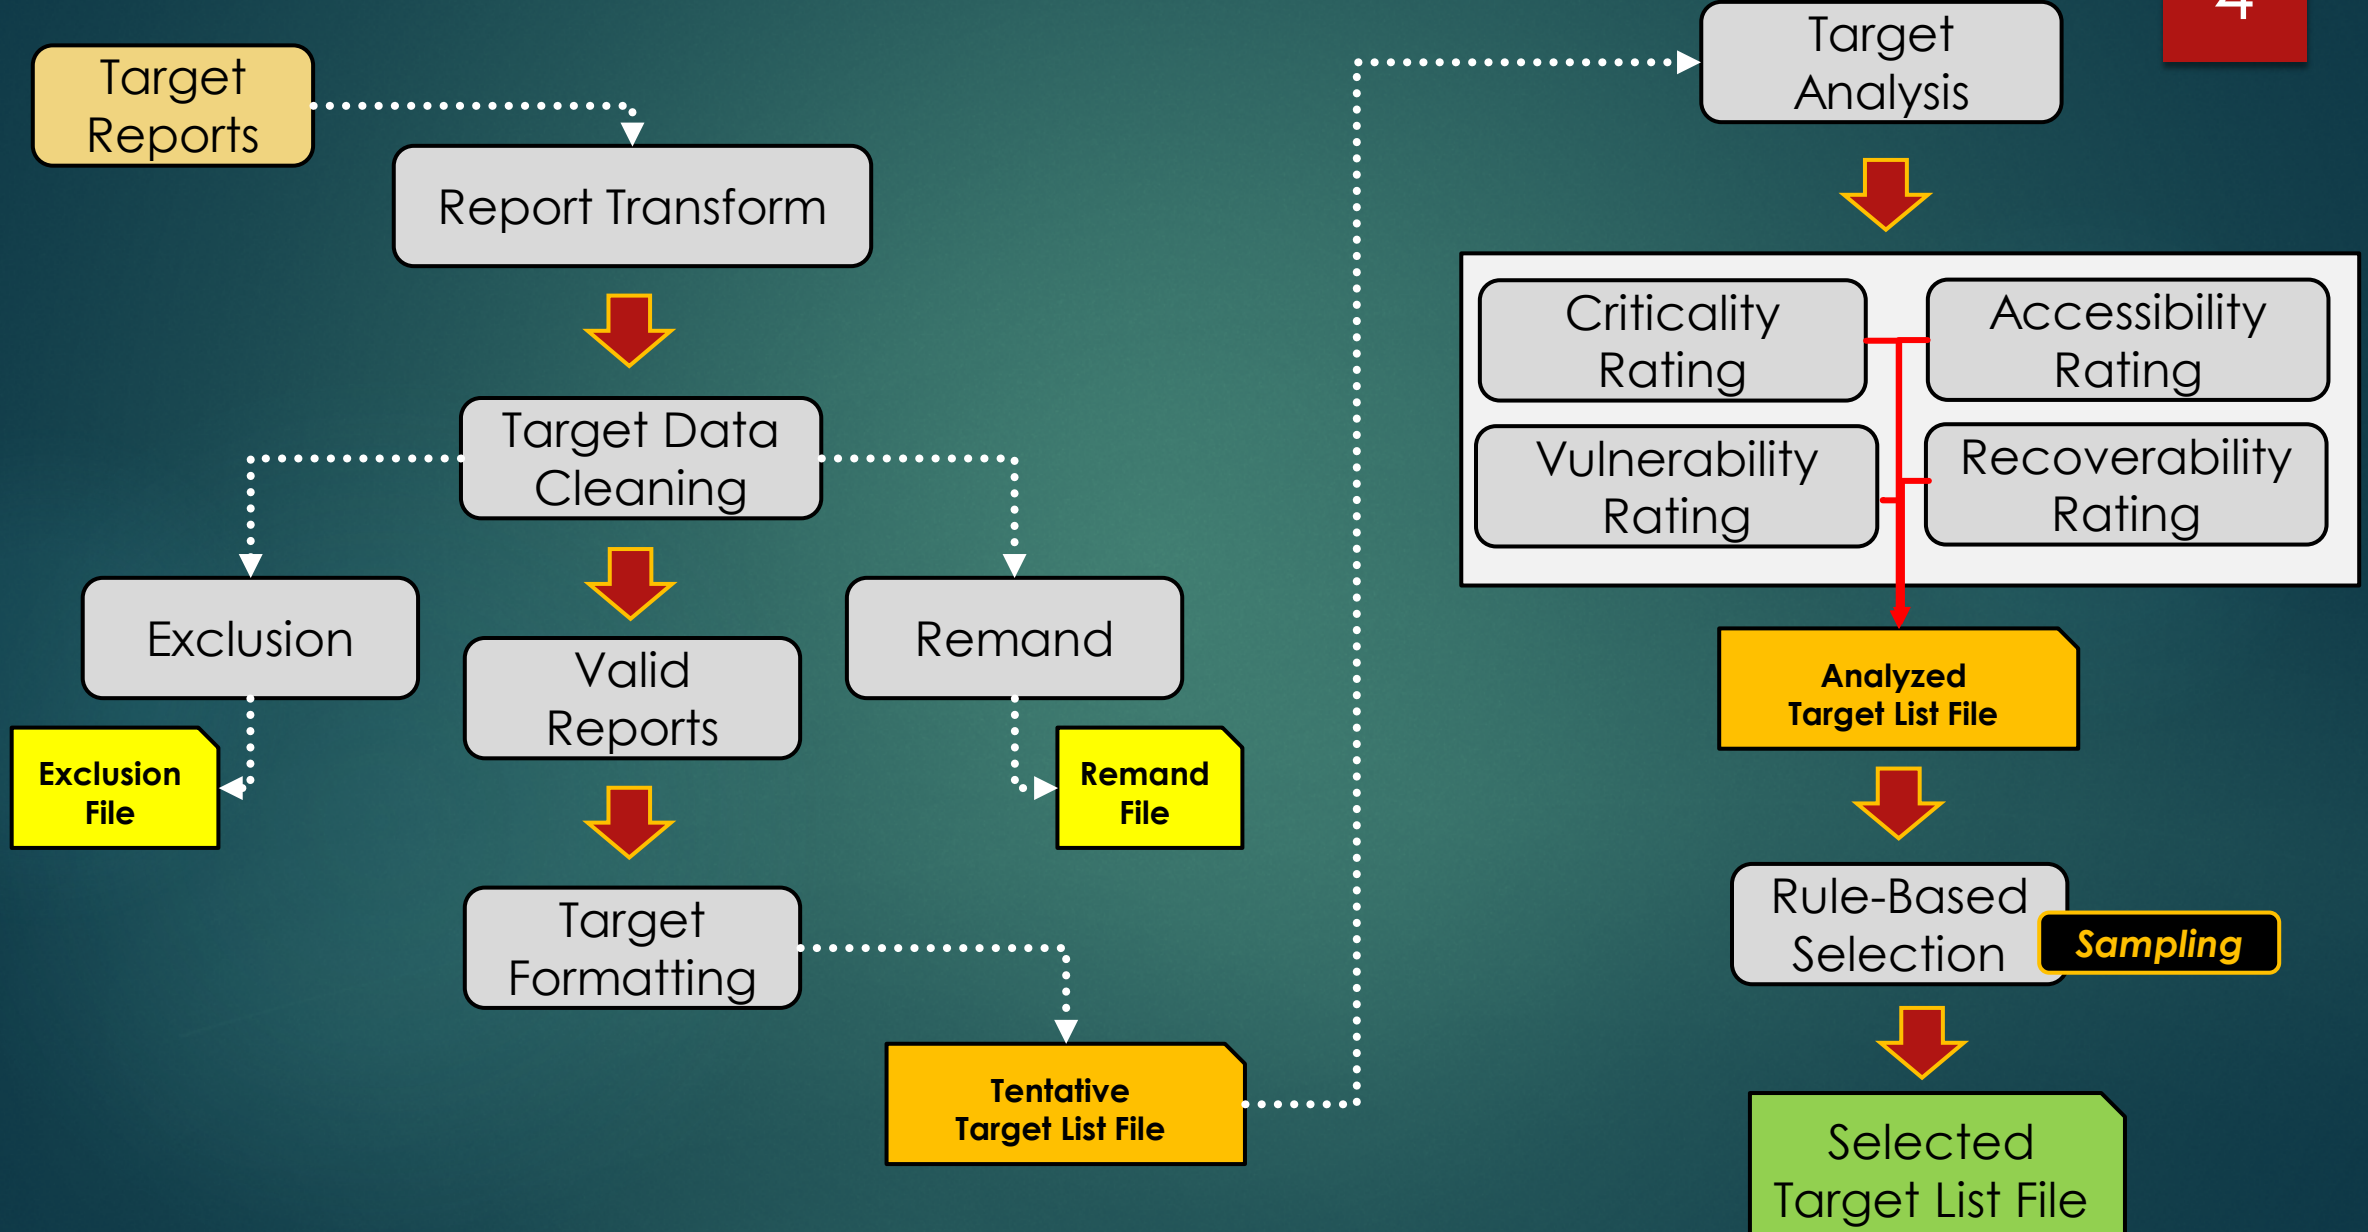 Target
Reports
Report Transform
Target Data
Cleaning
Exclusion
Valid
Reports
Remand
Exclusion
File
Remand
File
Target
Formatting
Tentative
Target List File
4
Target
Analysis
Criticality
Rating
Accessibility
Rating
Vulnerability
Rating
Recoverability
Rating
Analyzed
Target List File
Rule-Based
Selection
Sampling
Selected
Target List File